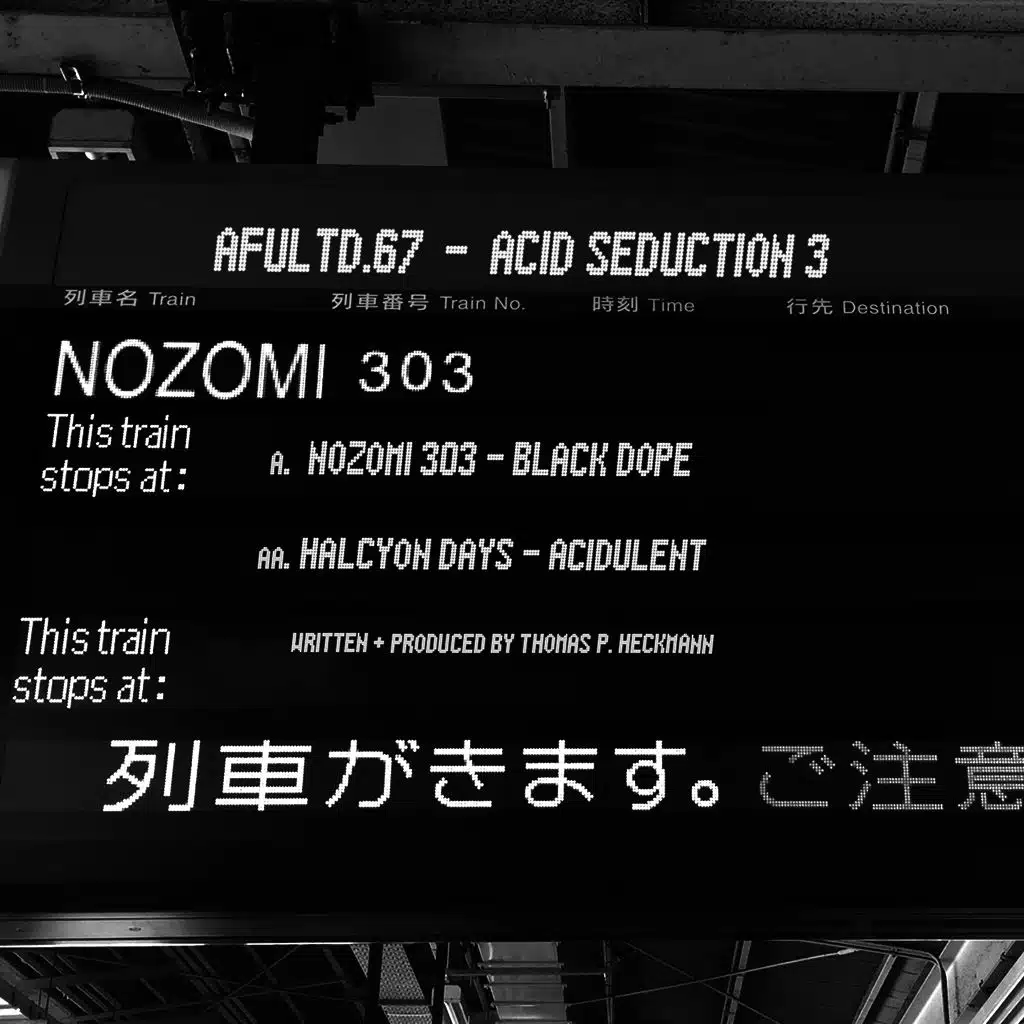 AFULTD.67 - ACID SEDUCTION 3
列車名 Train 列車番号 Train No. 時刻 Time 行先 Destination
NOZOMI 303
This train
stops at:
A. NOZOMI 303 - BLACK DOPE
AA. HALCYON DAYS - ACIDULENT
This train
stops at:
WRITTEN + PRODUCED BY THOMAS P. HECKMANN
列車がきます。ご注意